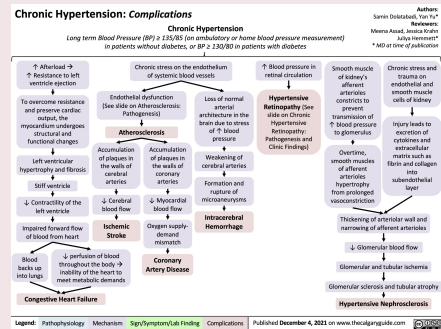 Chronic Hypertension: Complications
Authors:
Samin Dolatabadi, Yan Yu*
Reviewers:
Meena Assad, Jessica Krahn
Juliya Hemmett*
* MD at time of publication
Chronic Hypertension
Long term Blood Pressure (BP) ≥ 135/85 (on ambulatory or home blood pressure measurement)
in patients without diabetes, or BP ≥ 130/80 in patients with diabetes
↑ Afterload →
↑ Resistance to left
ventricle ejection
To overcome resistance
and preserve cardiac
output, the
myocardium undergoes
structural and
functional changes
Left ventricular
hypertrophy and fibrosis
Stiff ventricle
↓ Contractility of the
left ventricle
Impaired forward flow
of blood from heart
Blood
backs up
into lungs
↓ perfusion of blood
throughout the body →
inability of the heart to
meet metabolic demands
Congestive Heart Failure
Chronic stress on the endothelium
of systemic blood vessels
Endothelial dysfunction
(See slide on Atherosclerosis:
Pathogenesis)
Atherosclerosis
Accumulation
of plaques in
the walls of
cerebral
arteries
↓ Cerebral
blood flow
Ischemic
Stroke
Accumulation
of plaques in
the walls of
coronary
arteries
↓ Myocardial
blood flow
Oxygen supply-
demand
mismatch
Coronary
Artery Disease
Loss of normal
arterial
architecture in the
brain due to stress
of ↑ blood
pressure
Weakening of
cerebral arteries
Formation and
rupture of
microaneurysms
Intracerebral
Hemorrhage
↑ Blood pressure in
retinal circulation
Hypertensive
Retinopathy (See
slide on Chronic
Hypertensive
Retinopathy:
Pathogenesis and
Clinic Findings)
Smooth muscle
of kidney's
afferent
arterioles
constricts to
prevent
transmission of
↑ blood pressure
to glomerulus
Overtime,
smooth muscles
of afferent
arterioles
hypertrophy
from prolonged
vasoconstriction
Chronic stress and
trauma on
endothelial and
smooth muscle
cells of kidney
Injury leads to
excretion of
cytokines and
extracellular
matrix such as
fibrin and collagen
into
subendothelial
layer
Thickening of arteriolar wall and
narrowing of afferent arterioles
↓ Glomerular blood flow
Glomerular and tubular ischemia
Glomerular sclerosis and tubular atrophy
Hypertensive Nephrosclerosis
Legend: Pathophysiology Mechanism Sign/Symptom/Lab Finding Complications Published December 4, 2021 on www.thecalgaryguide.com